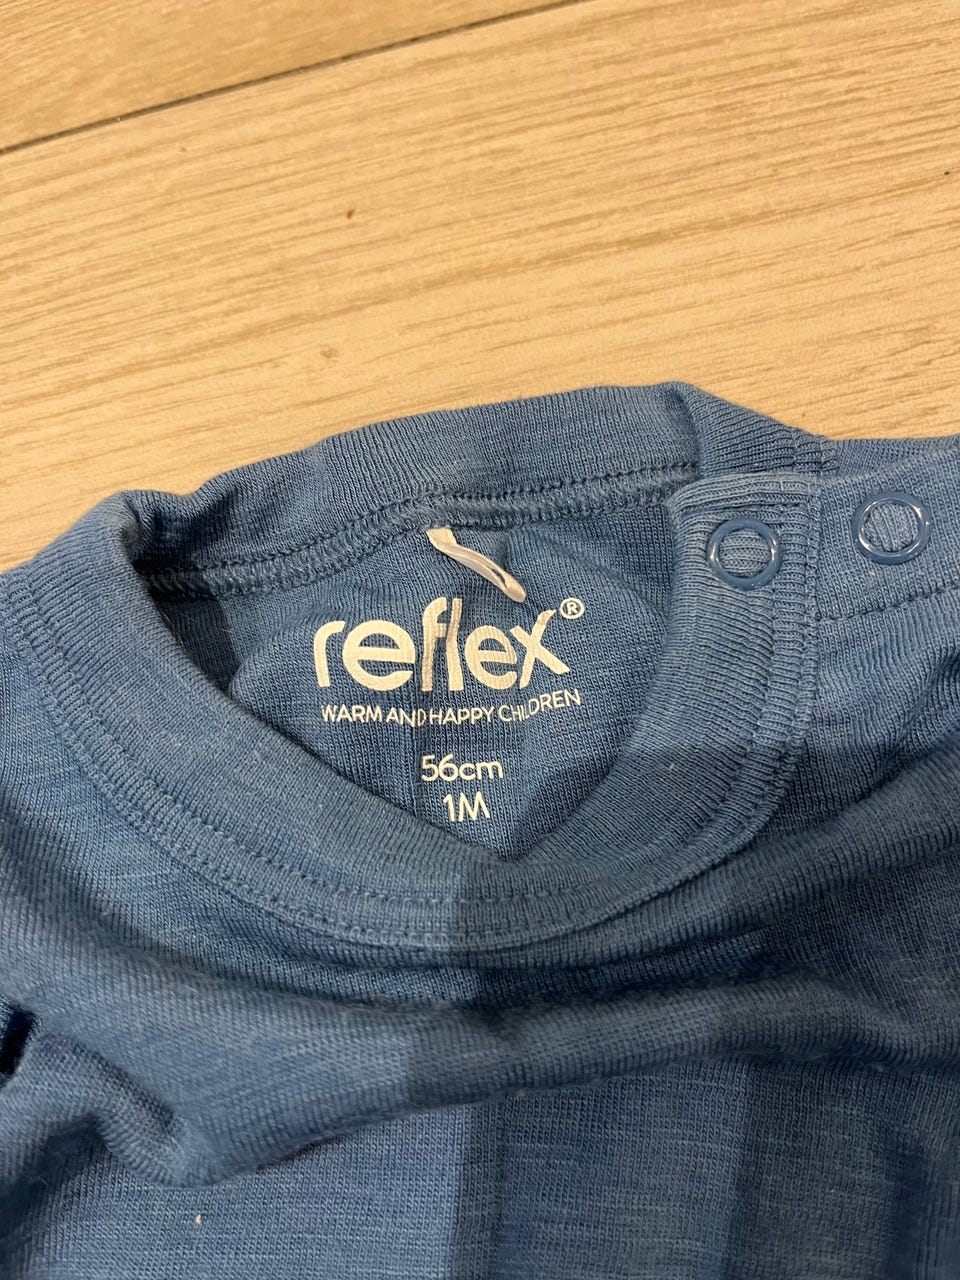 reflex®
WARM AND HAPPY CHILDREN
56cm
1M